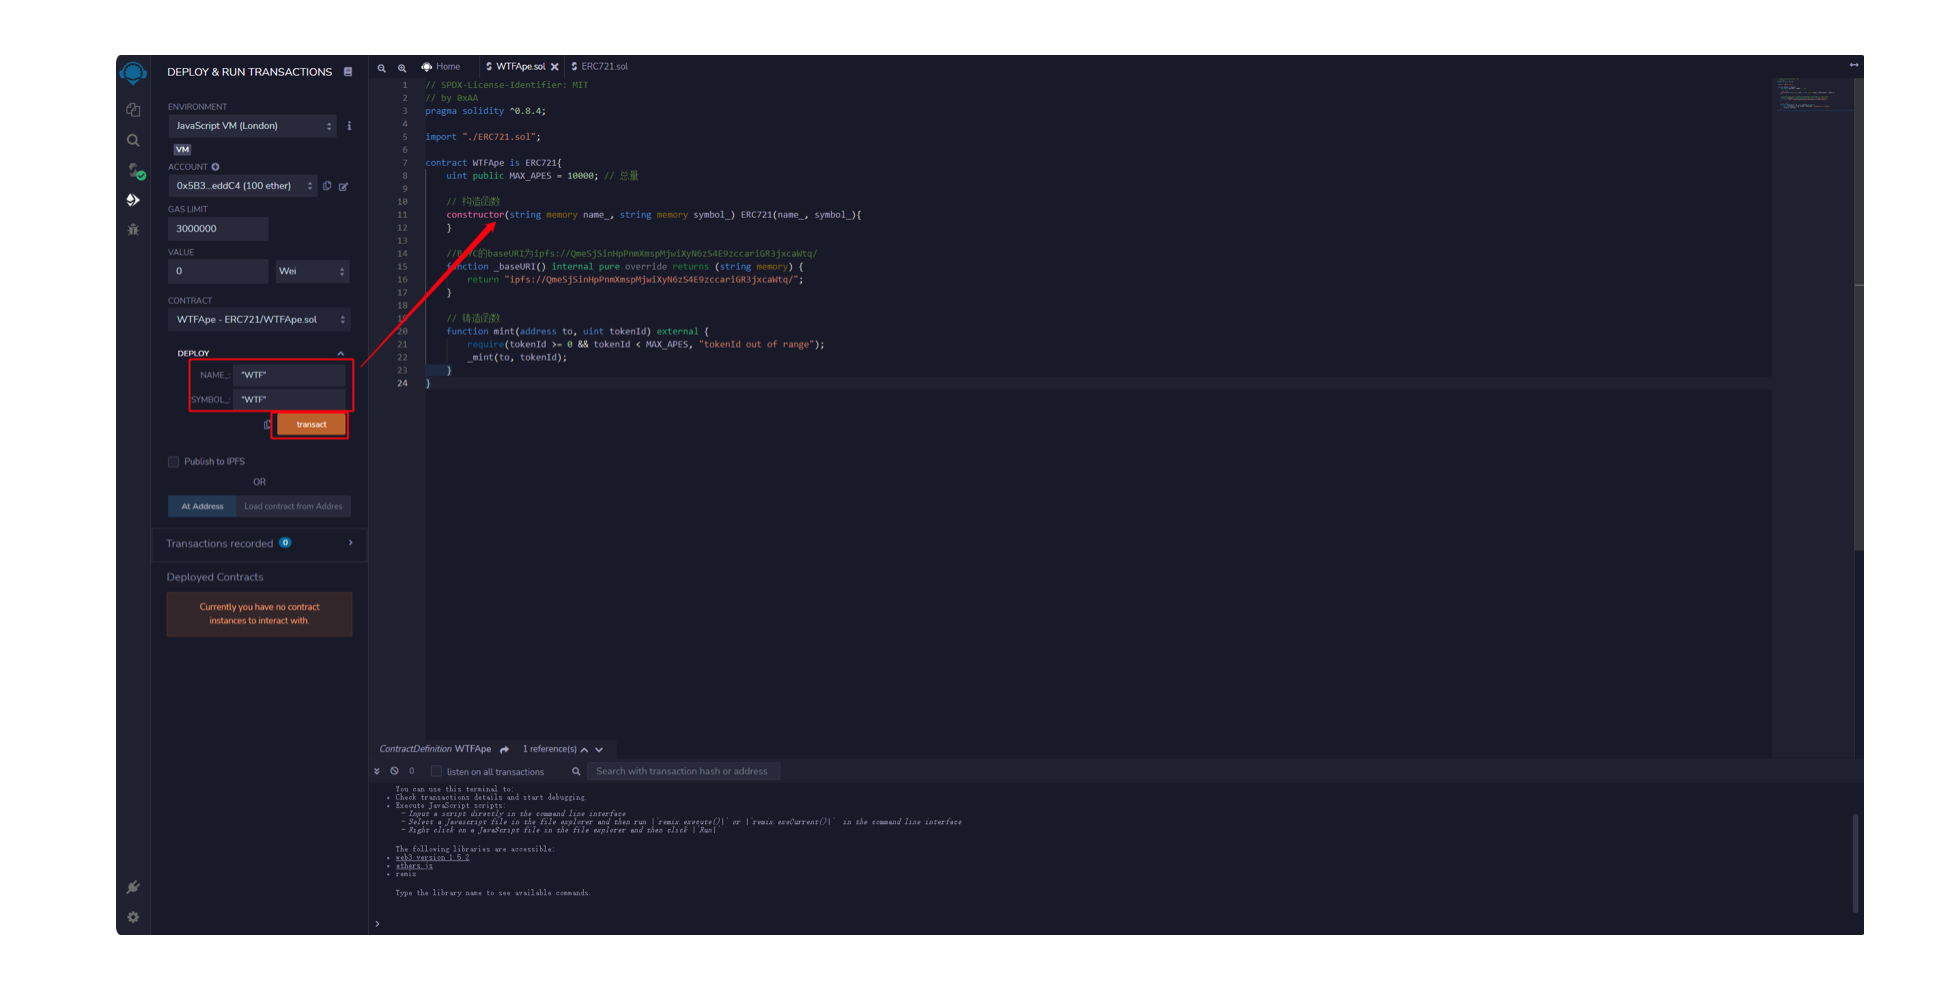 DEPLOY & RUN TRANSACTIONS
ENVIRONMENT
JavaScript VM (London)
VM
ACCOUNT
0x5B3...eddC4 (100 ether)
GAS LIMIT
3000000
VALUE
0
Wei
CONTRACT
WTFApe - ERC721/WTFApe.sol
DEPLOY
NAME_: "WTF"
SYMBOL_: "WTF"
transact
Publish to IPFS
OR
At Address
Load contract from Addres
Transactions recorded 0
Deployed Contracts
Currently you have no contract
instances to interact with.
Home
WTFApe.sol
ERC721.sol
1 // SPDX-License-Identifier: MIT
2 // by 0xAA
3 pragma solidity ^0.8.4;
4
5 import "./ERC721.sol";
6
7 contract WTFApe is ERC721{
8 uint public MAX_APES = 10000; // 总量
9
10 // 构造函数
11 constructor(string memory name_, string memory symbol_) ERC721(name_, symbol_){
12 }
13
14 //BAYC的baseURI为ipfs://QmeSjSinHpPnmXmspMjwiXyN6zS4E9zccariGR3jxcaWtq/
15 function _baseURI() internal pure override returns (string memory) {
16 return "ipfs://QmeSjSinHpPnmXmspMjwiXyN6zS4E9zccariGR3jxcaWtq/";
17 }
18
19 // 铸造函数
20 function mint(address to, uint tokenId) external {
21 require(tokenId >= 0 && tokenId < MAX_APES, "tokenId out of range");
22 _mint(to, tokenId);
23 }
24 }
ContractDefinition WTFApe
1 reference(s)
0
listen on all transactions
Search with transaction hash or address
You can use this terminal to:
• Check transactions details and start debugging.
• Execute JavaScript scripts:
- Input a script directly in the command line interface
- Select a Javascript file in the file explorer and then run |`remix.execute()|` or |`remix.exeCurrent()|` in the command line interface
- Right click on a JavaScript file in the file explorer and then click |`Run|`
The following libraries are accessible:
• web3 version 1.5.2
• ethers.js
• remix
Type the library name to see available commands.
>